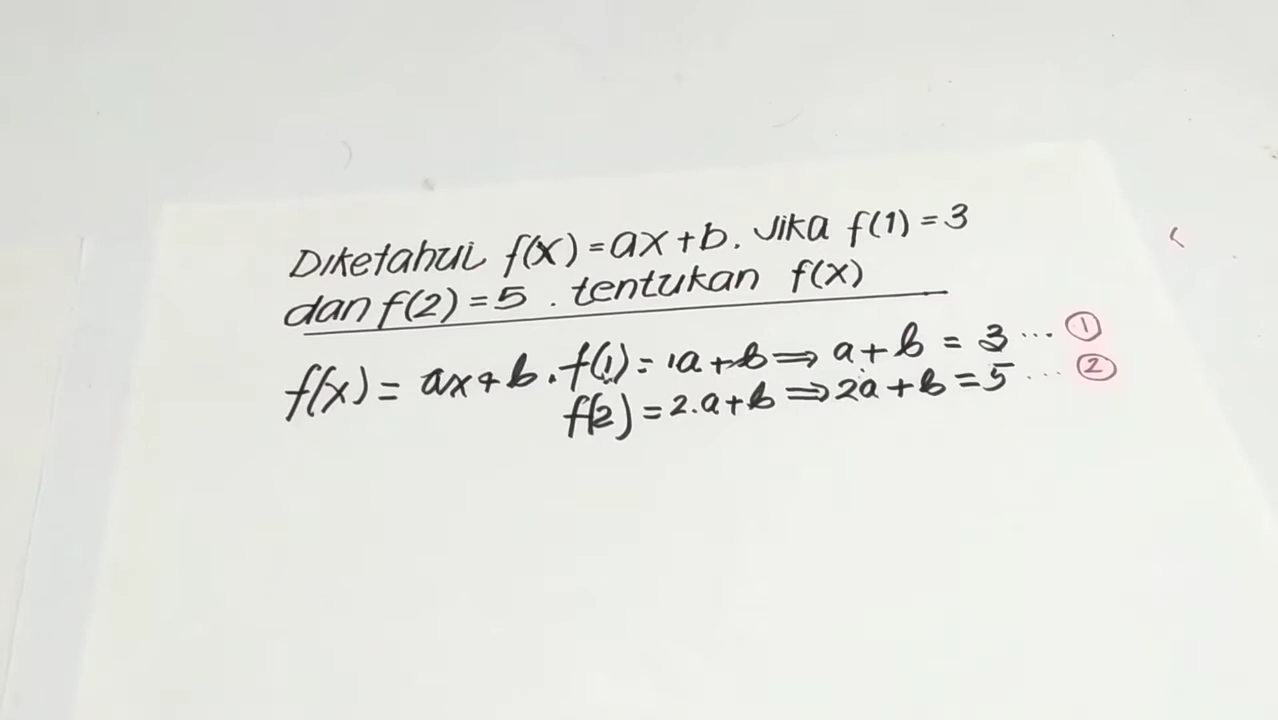 Diketahui f(x) = ax + b. Jika f(1) = 3
dan f(2) = 5 . tentukan f(x)
f(x) = ax + b . f(1) = 1a + b ⇒ a + b = 3 ... ①
f(2) = 2.a + b ⇒ 2a + b = 5 ... ②